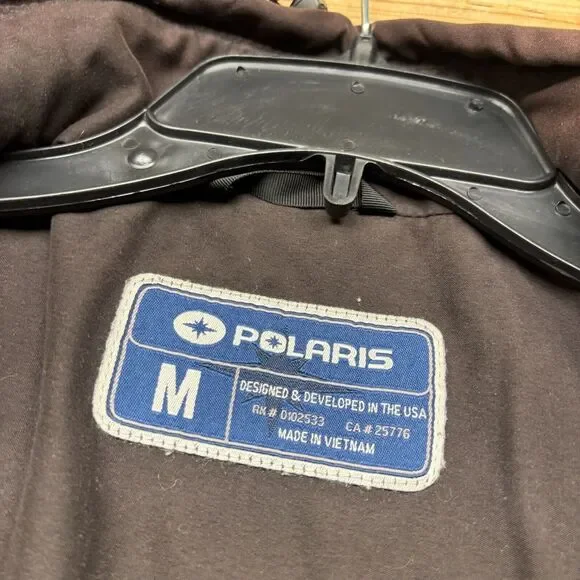 POLARIS
M
DESIGNED & DEVELOPED IN THE USA
RN# 0102533 CA # 25776
MADE IN VIETNAM